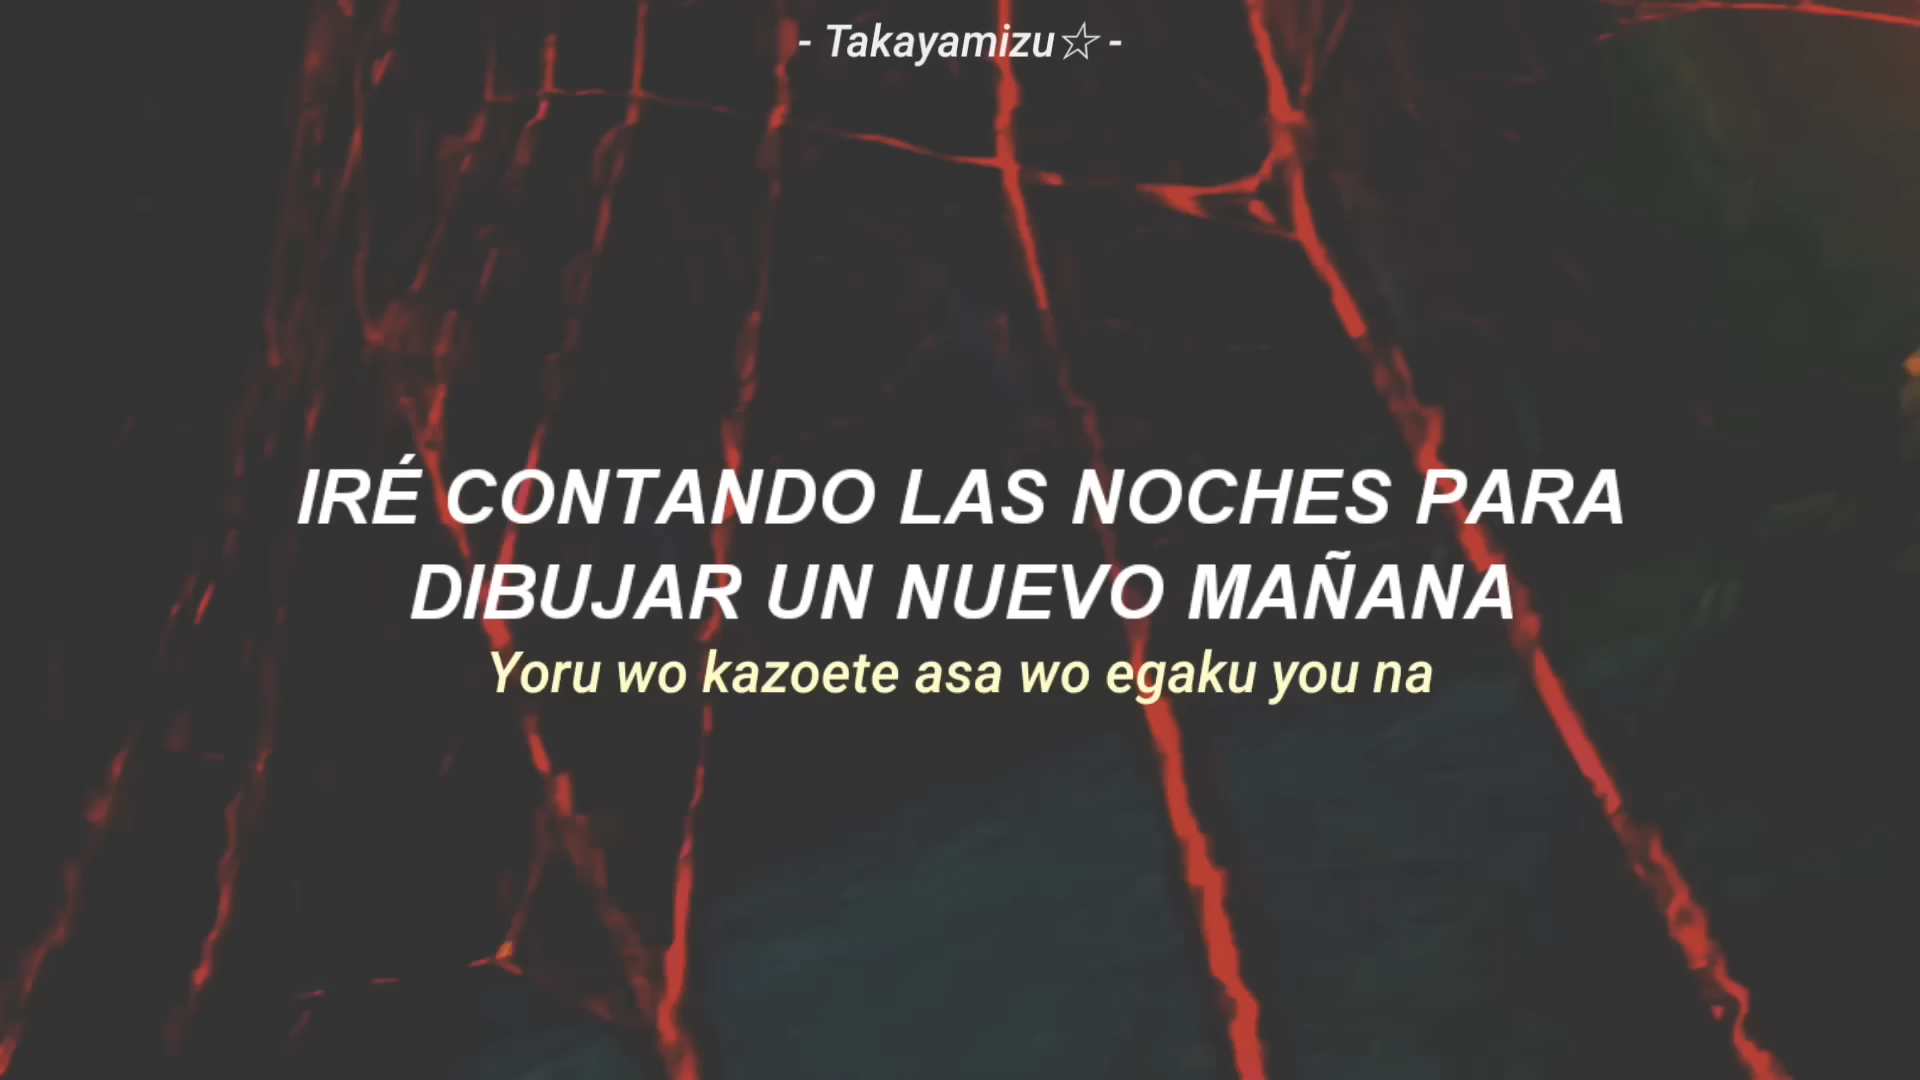 - Takayamizu☆ -
IRÉ CONTANDO LAS NOCHES PARA
DIBUJAR UN NUEVO MAÑANA
Yoru wo kazoete asa wo egaku you na